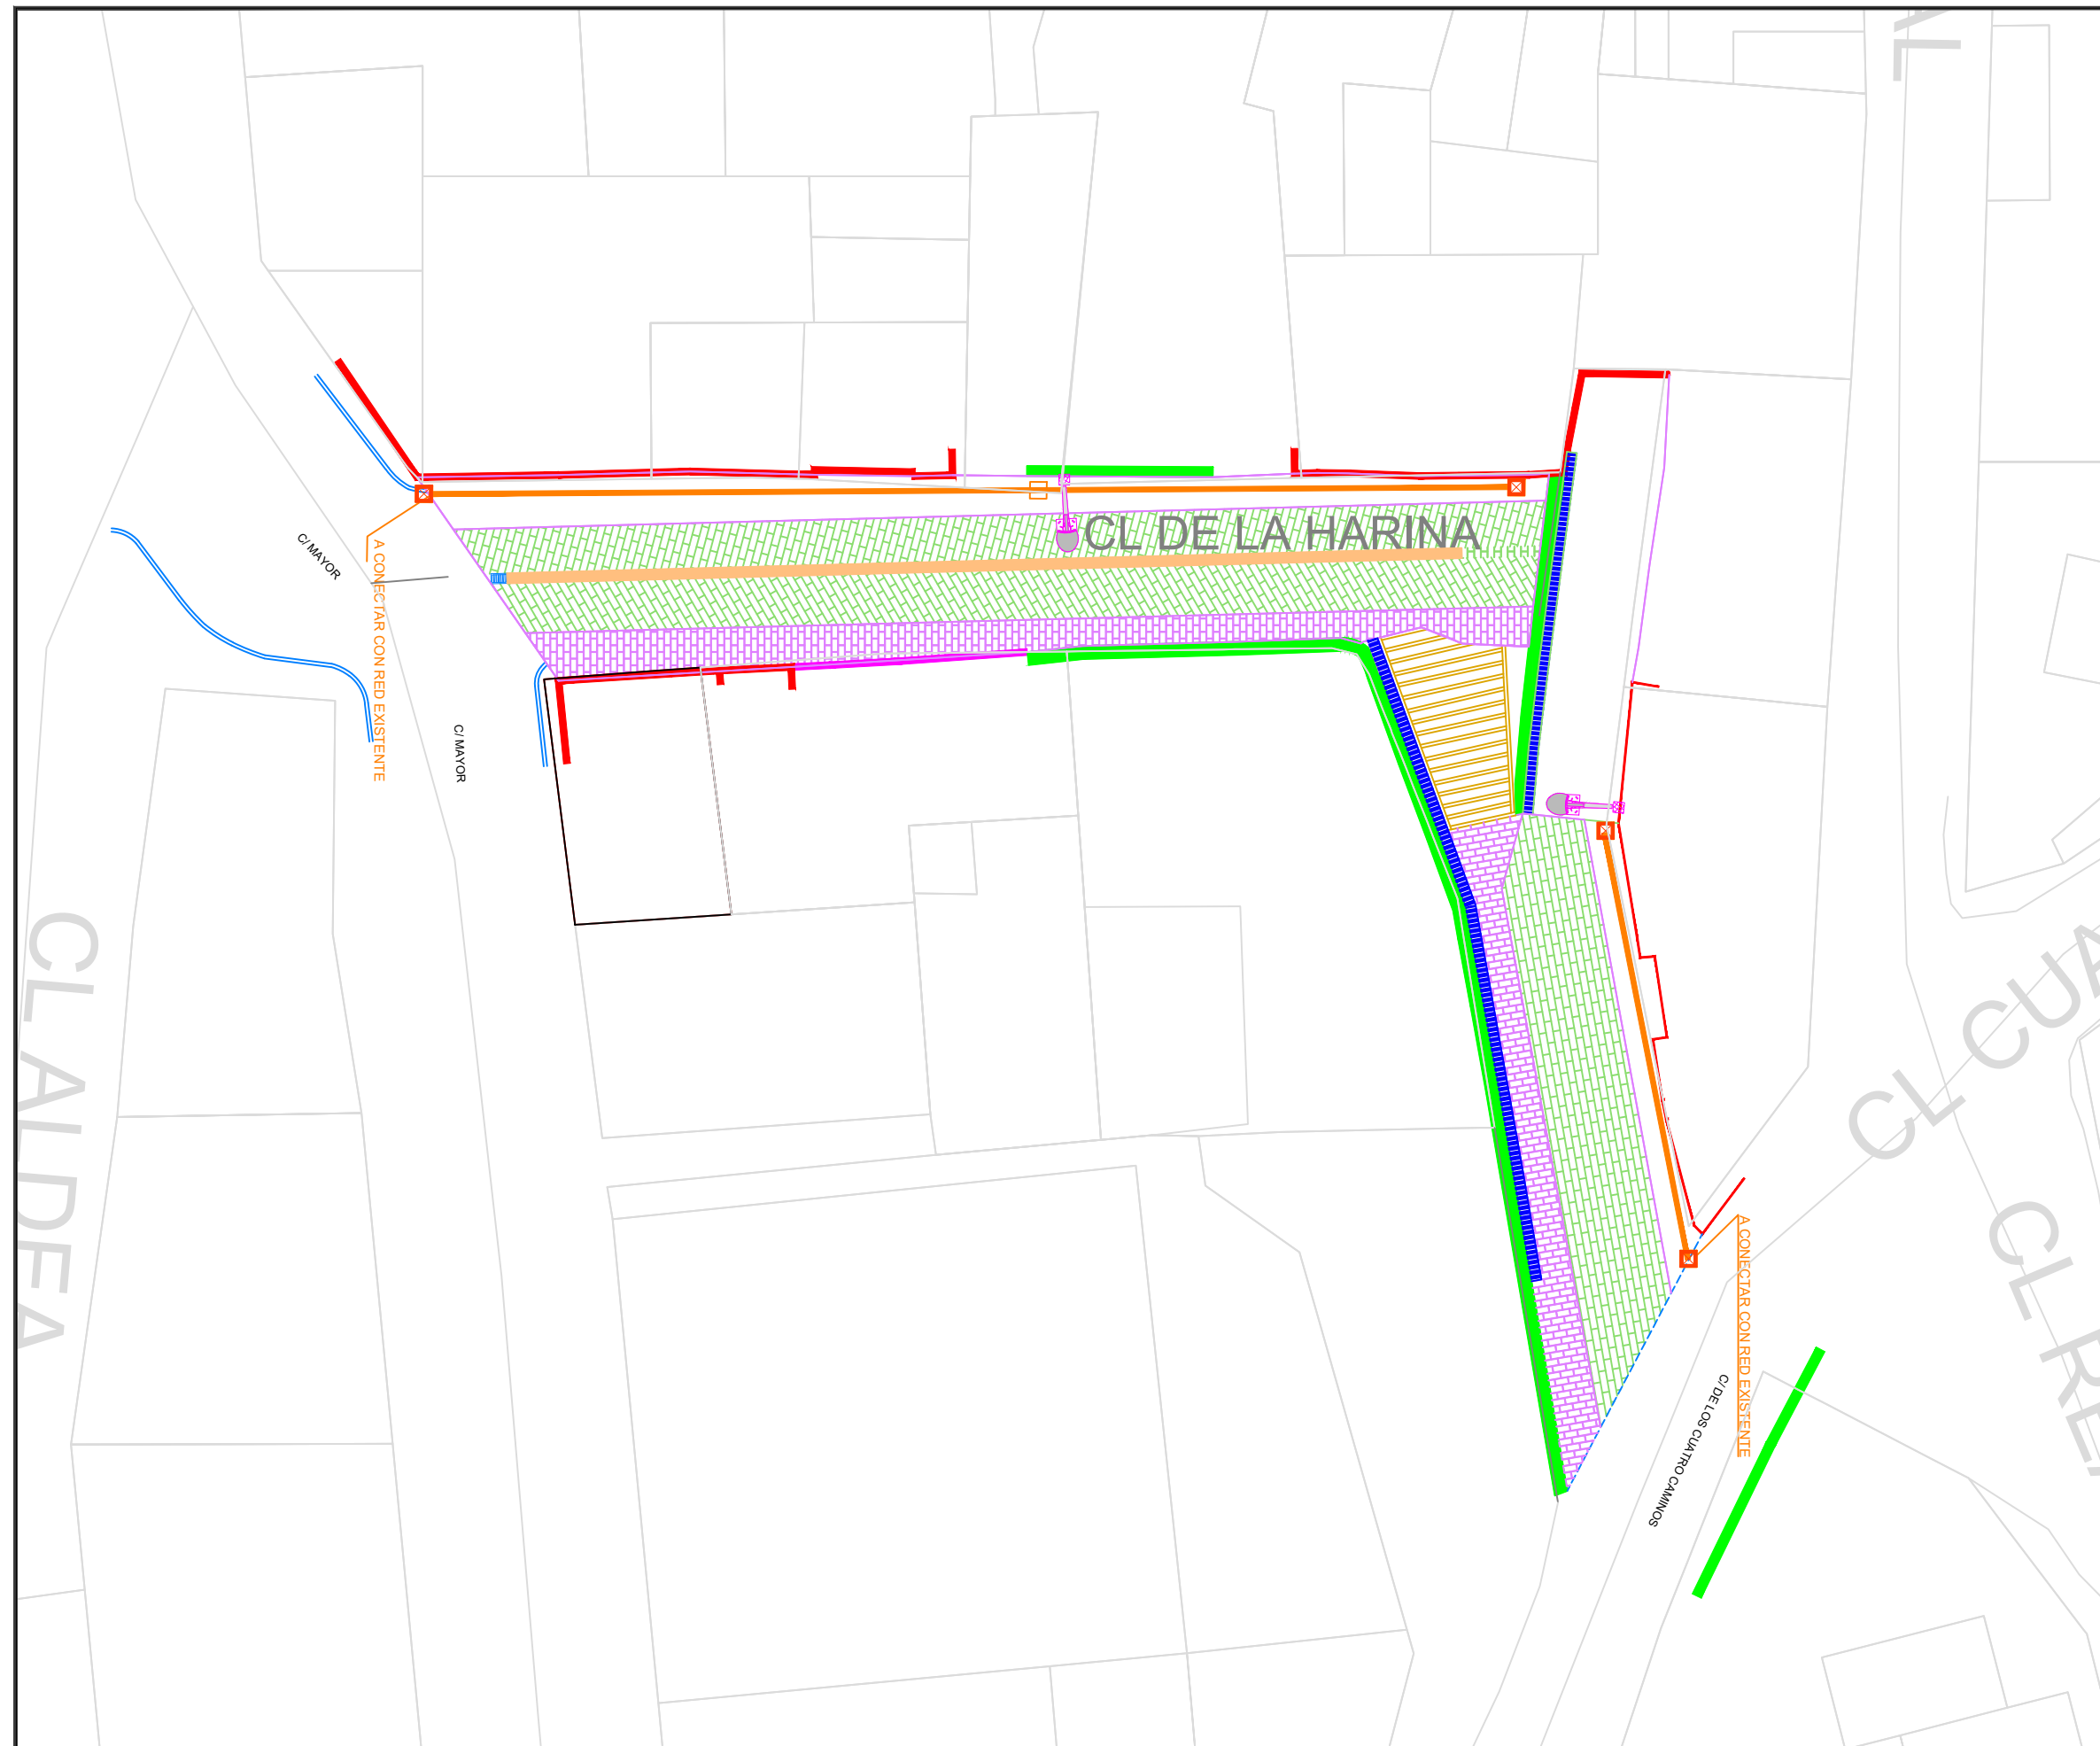 CL DE LA HARINA
C/ MAYOR
A CONECTAR CON RED EXISTENTE
C/ MAYOR
CL ALDEA
CL CUA
CL RE
A CONECTAR CON RED EXISTENTE
C/ DE LOS CUATRO CAMINOS